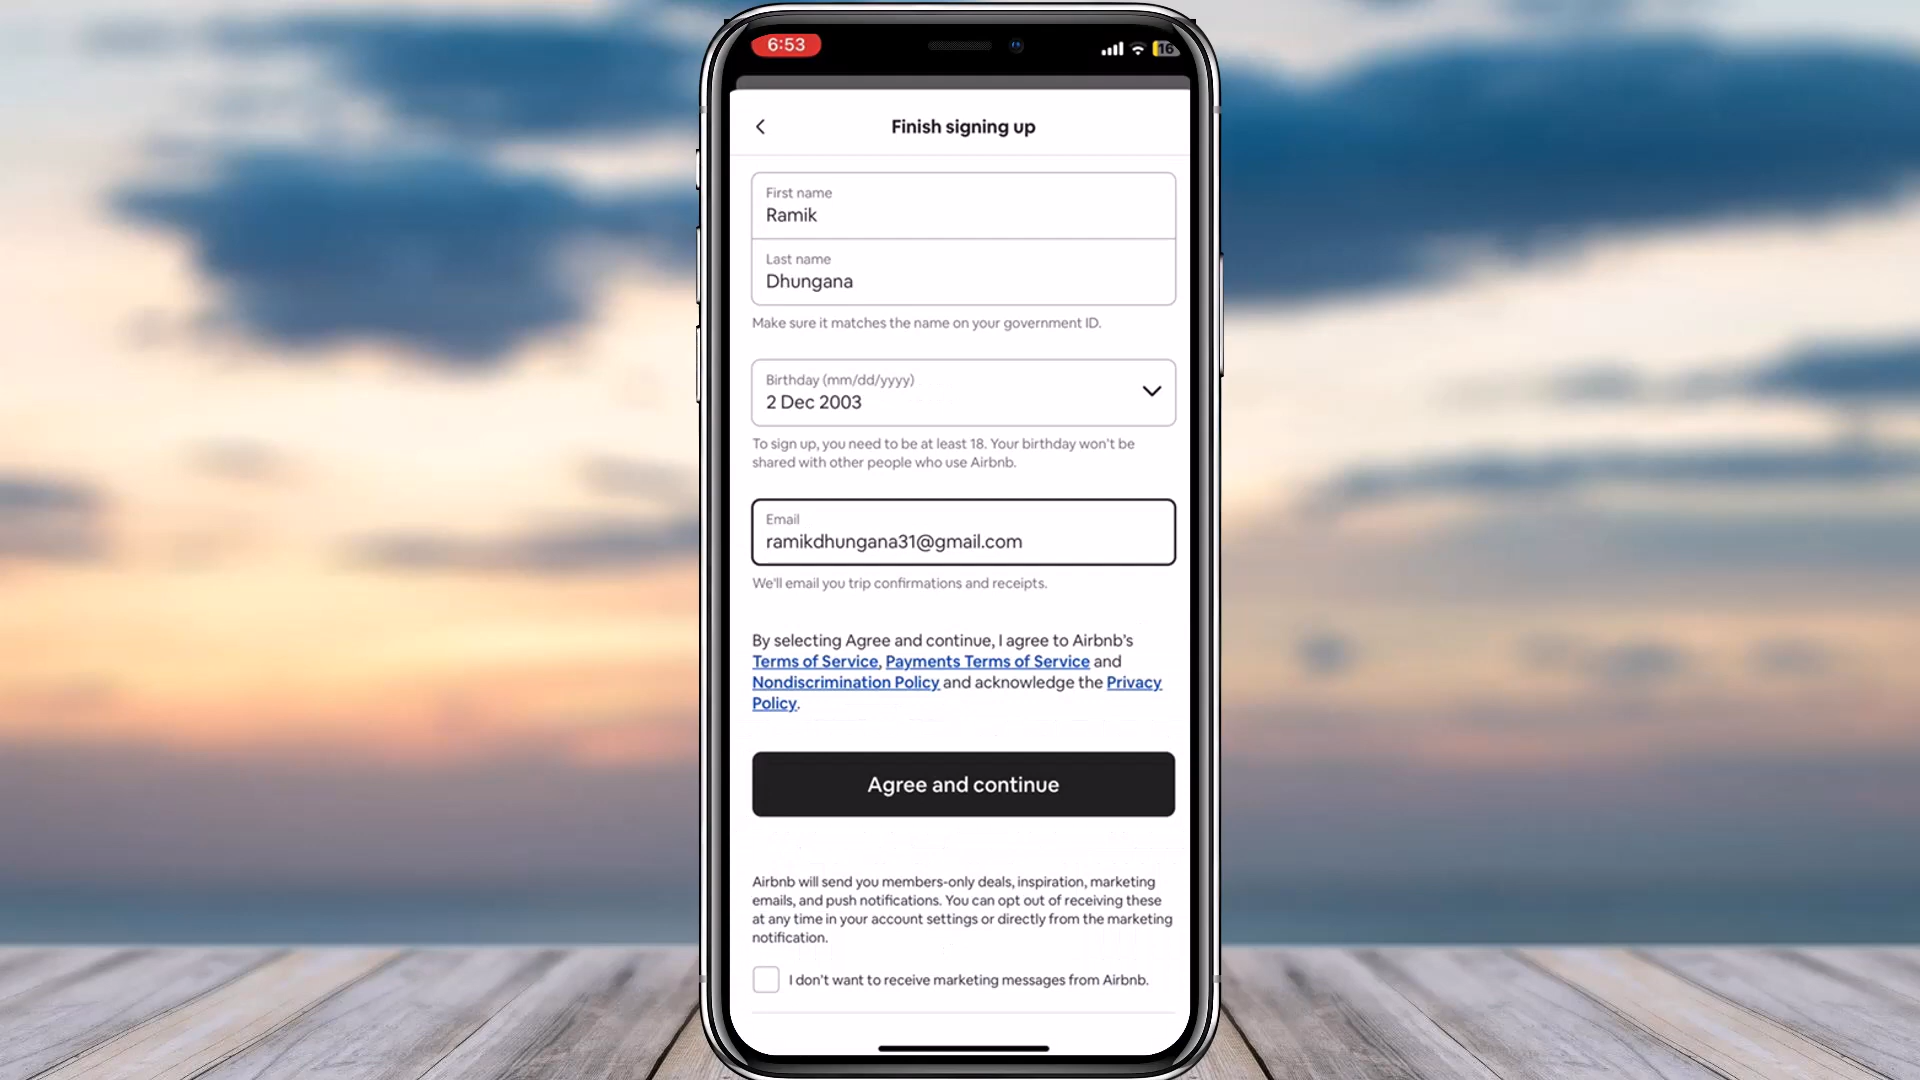 6:53
16
Finish signing up
First name
Ramik
Last name
Dhungana
Make sure it matches the name on your government ID.
Birthday (mm/dd/yyyy)
2 Dec 2003
To sign up, you need to be at least 18. Your birthday won't be
shared with other people who use Airbnb.
Email
ramikdhungana31@gmail.com
We'll email you trip confirmations and receipts.
By selecting Agree and continue, I agree to Airbnb's
Terms of Service, Payments Terms of Service and
Nondiscrimination Policy and acknowledge the Privacy
Policy.
Agree and continue
Airbnb will send you members-only deals, inspiration, marketing
emails, and push notifications. You can opt out of receiving these
at any time in your account settings or directly from the marketing
notification.
I don't want to receive marketing messages from Airbnb.